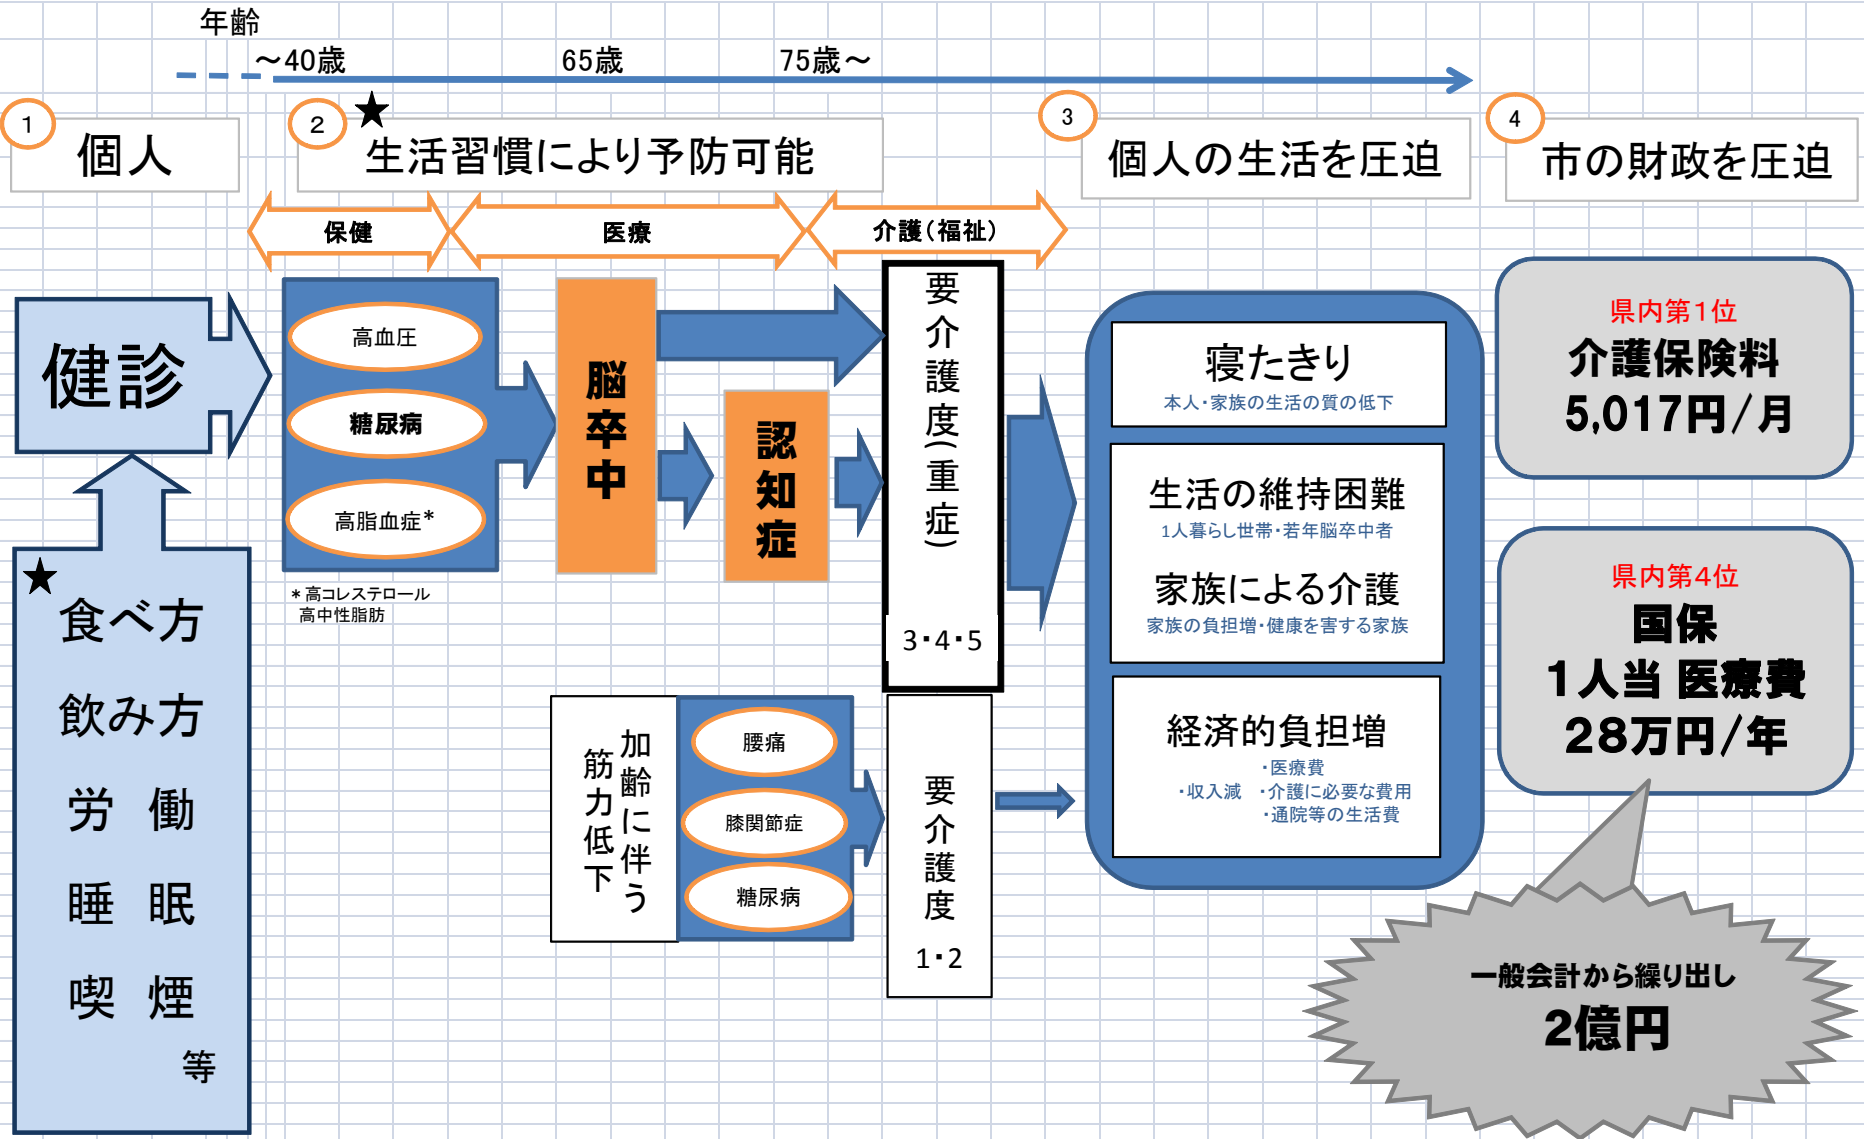 年齢
～40歳
65歳
75歳～
1
個人
2
★
生活習慣により予防可能
3
個人の生活を圧迫
4
市の財政を圧迫
保健
医療
介護(福祉)
健診
★
食べ方
飲み方
労 働
睡 眠
喫 煙
等
高血圧
糖尿病
高脂血症*
*高コレステロール
高中性脂肪
脳卒中
認知症
要介護度(重症)
3・4・5
加齢に伴う
筋力低下
腰痛
膝関節症
糖尿病
要介護度
1・2
寝たきり
本人・家族の生活の質の低下
生活の維持困難
1人暮らし世帯・若年脳卒中者
家族による介護
家族の負担増・健康を害する家族
経済的負担増
・医療費
・収入減 ・介護に必要な費用
・通院等の生活費
県内第1位
介護保険料
5,017円/月
県内第4位
国保
1人当 医療費
28万円/年
一般会計から繰り出し
2億円